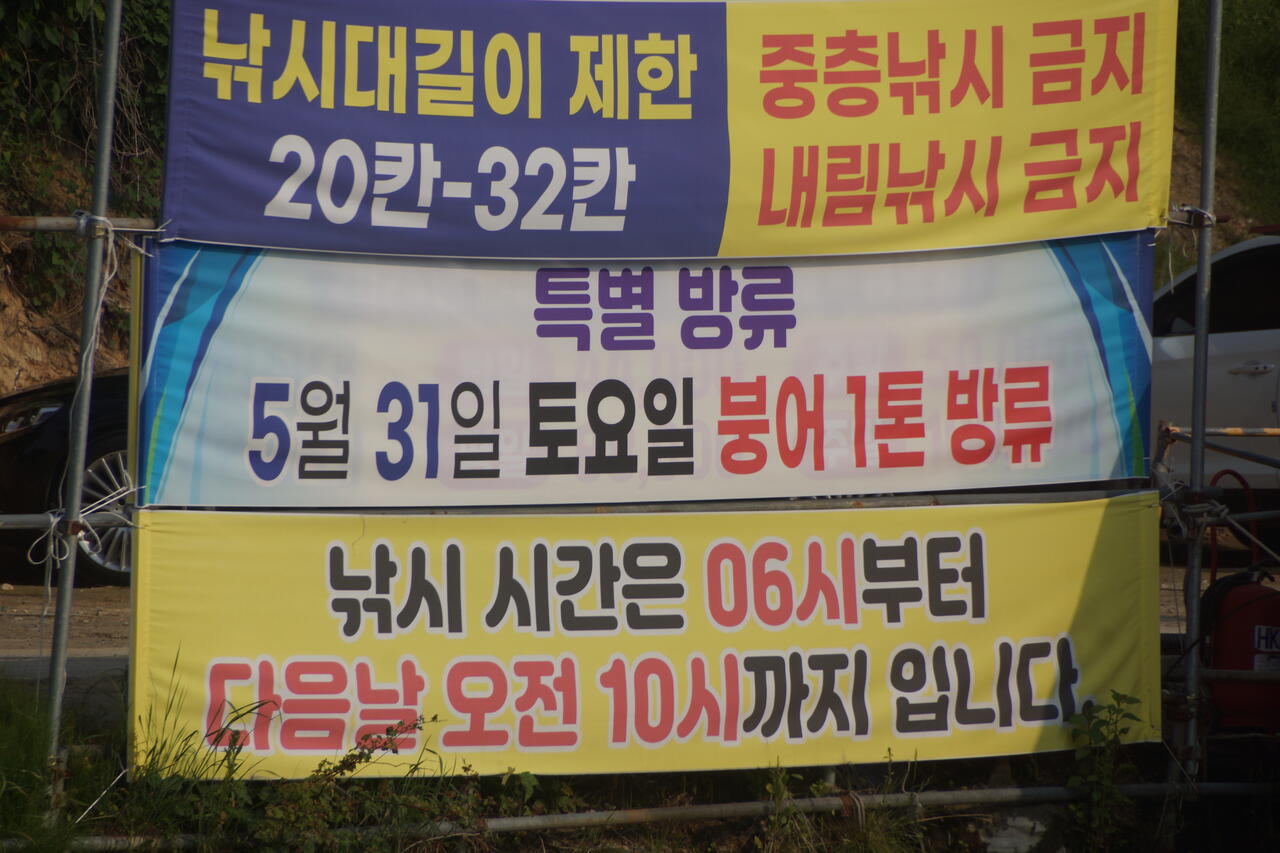 낚시대길이 제한
20칸-32칸
중층낚시 금지
내림낚시 금지
특별 방류
5월 31일 토요일 붕어 1톤 방류
낚시 시간은 06시부터
다음날 오전 10시까지 입니다
HK